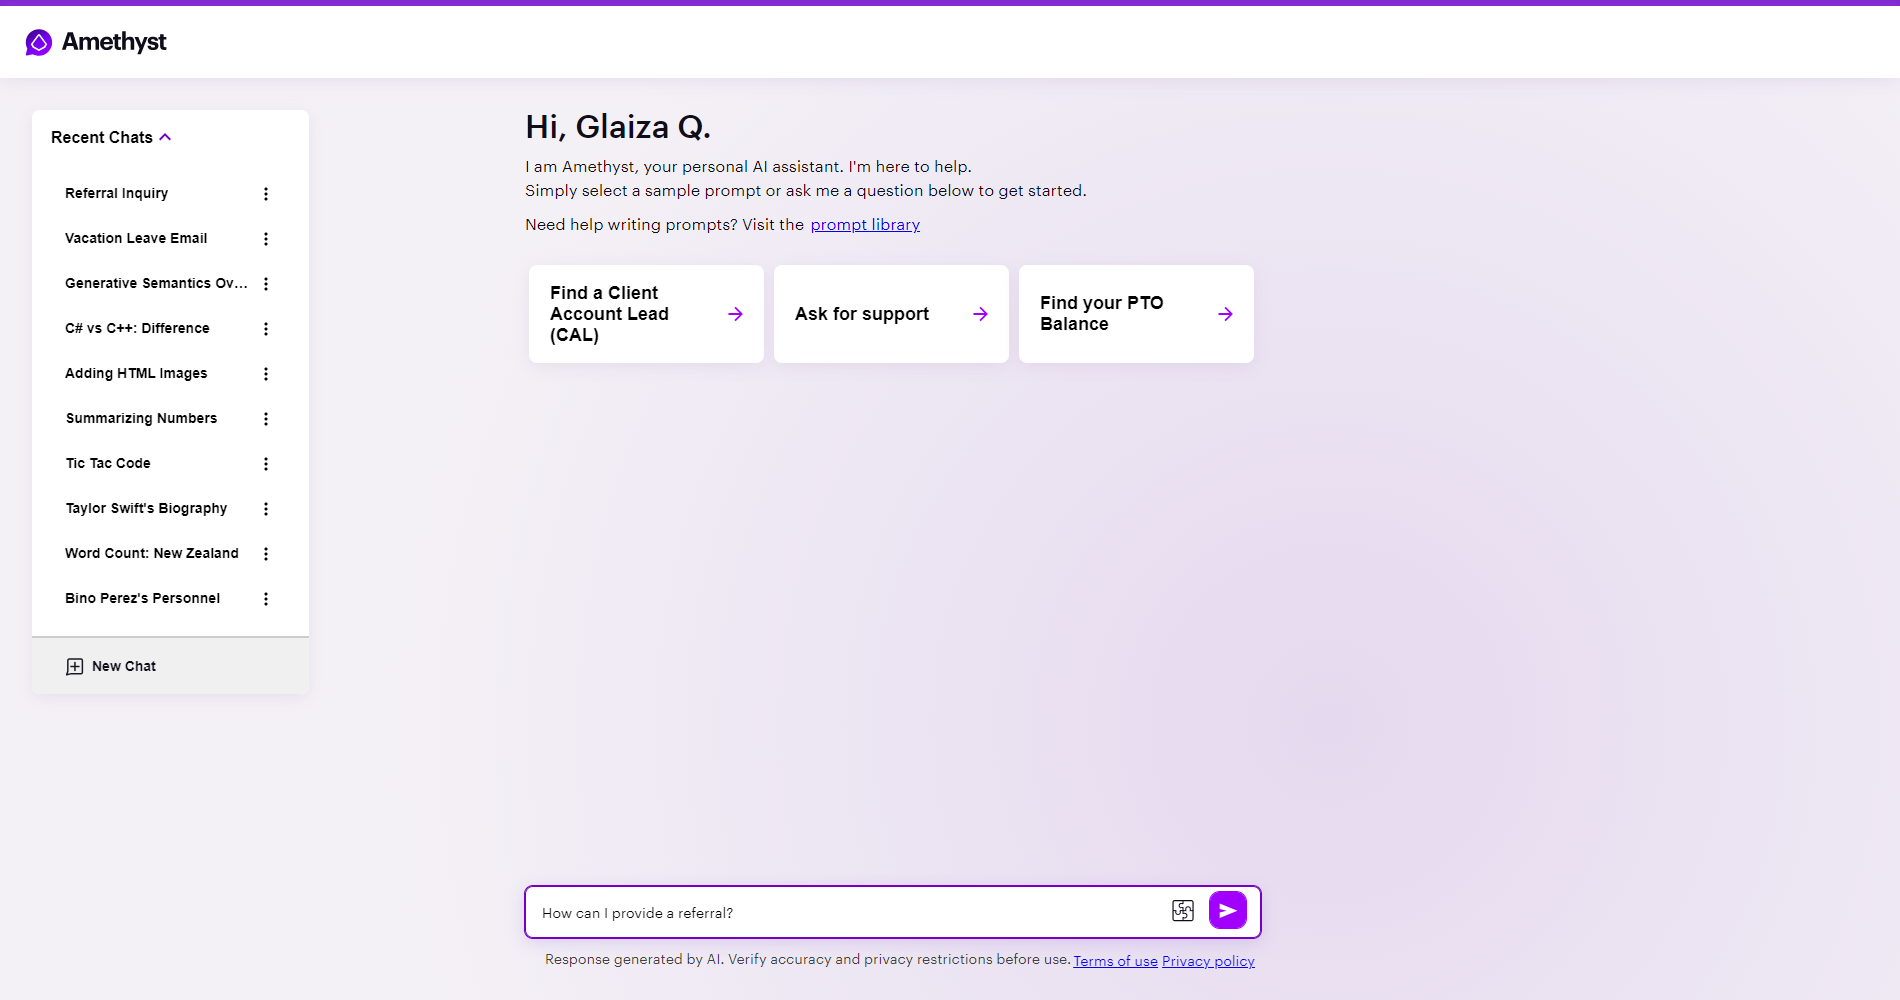 Amethyst
Recent Chats
Referral Inquiry
Vacation Leave Email
Generative Semantics Ov...
C# vs C++: Difference
Adding HTML Images
Summarizing Numbers
Tic Tac Code
Taylor Swift's Biography
Word Count: New Zealand
Bino Perez's Personnel
New Chat
Hi, Glaiza Q.
I am Amethyst, your personal AI assistant. I'm here to help.
Simply select a sample prompt or ask me a question below to get started.
Need help writing prompts? Visit the prompt library
Find a Client
Account Lead
(CAL)
Ask for support
Find your PTO
Balance
How can I provide a referral?
Response generated by AI. Verify accuracy and privacy restrictions before use. Terms of use Privacy policy